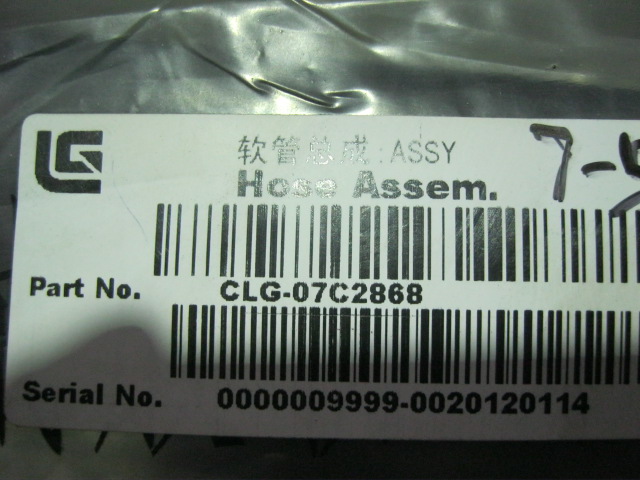 软管总成:ASSY
Hose Assem.
Part No. CLG-07C2868
Serial No. 0000009999-0020120114